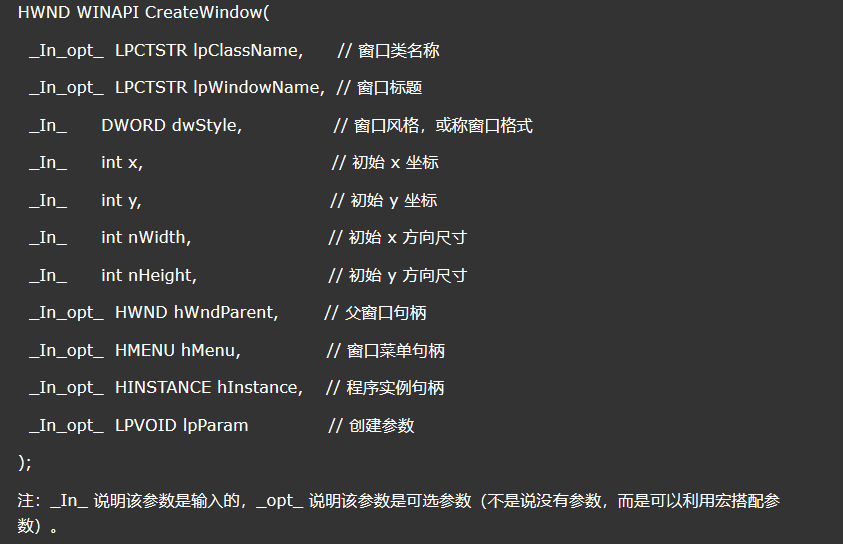 HWND WINAPI CreateWindow(
_In_opt_ LPCTSTR lpClassName, // 窗口类名称
_In_opt_ LPCTSTR lpWindowName, // 窗口标题
_In_ DWORD dwStyle, // 窗口风格，或称窗口格式
_In_ int x, // 初始 x 坐标
_In_ int y, // 初始 y 坐标
_In_ int nWidth, // 初始 x 方向尺寸
_In_ int nHeight, // 初始 y 方向尺寸
_In_opt_ HWND hWndParent, // 父窗口句柄
_In_opt_ HMENU hMenu, // 窗口菜单句柄
_In_opt_ HINSTANCE hInstance, // 程序实例句柄
_In_opt_ LPVOID lpParam // 创建参数
);
注：_In_ 说明该参数是输入的，_opt_ 说明该参数是可选参数（不是说没有参数，而是可以利用宏搭配参
数）。